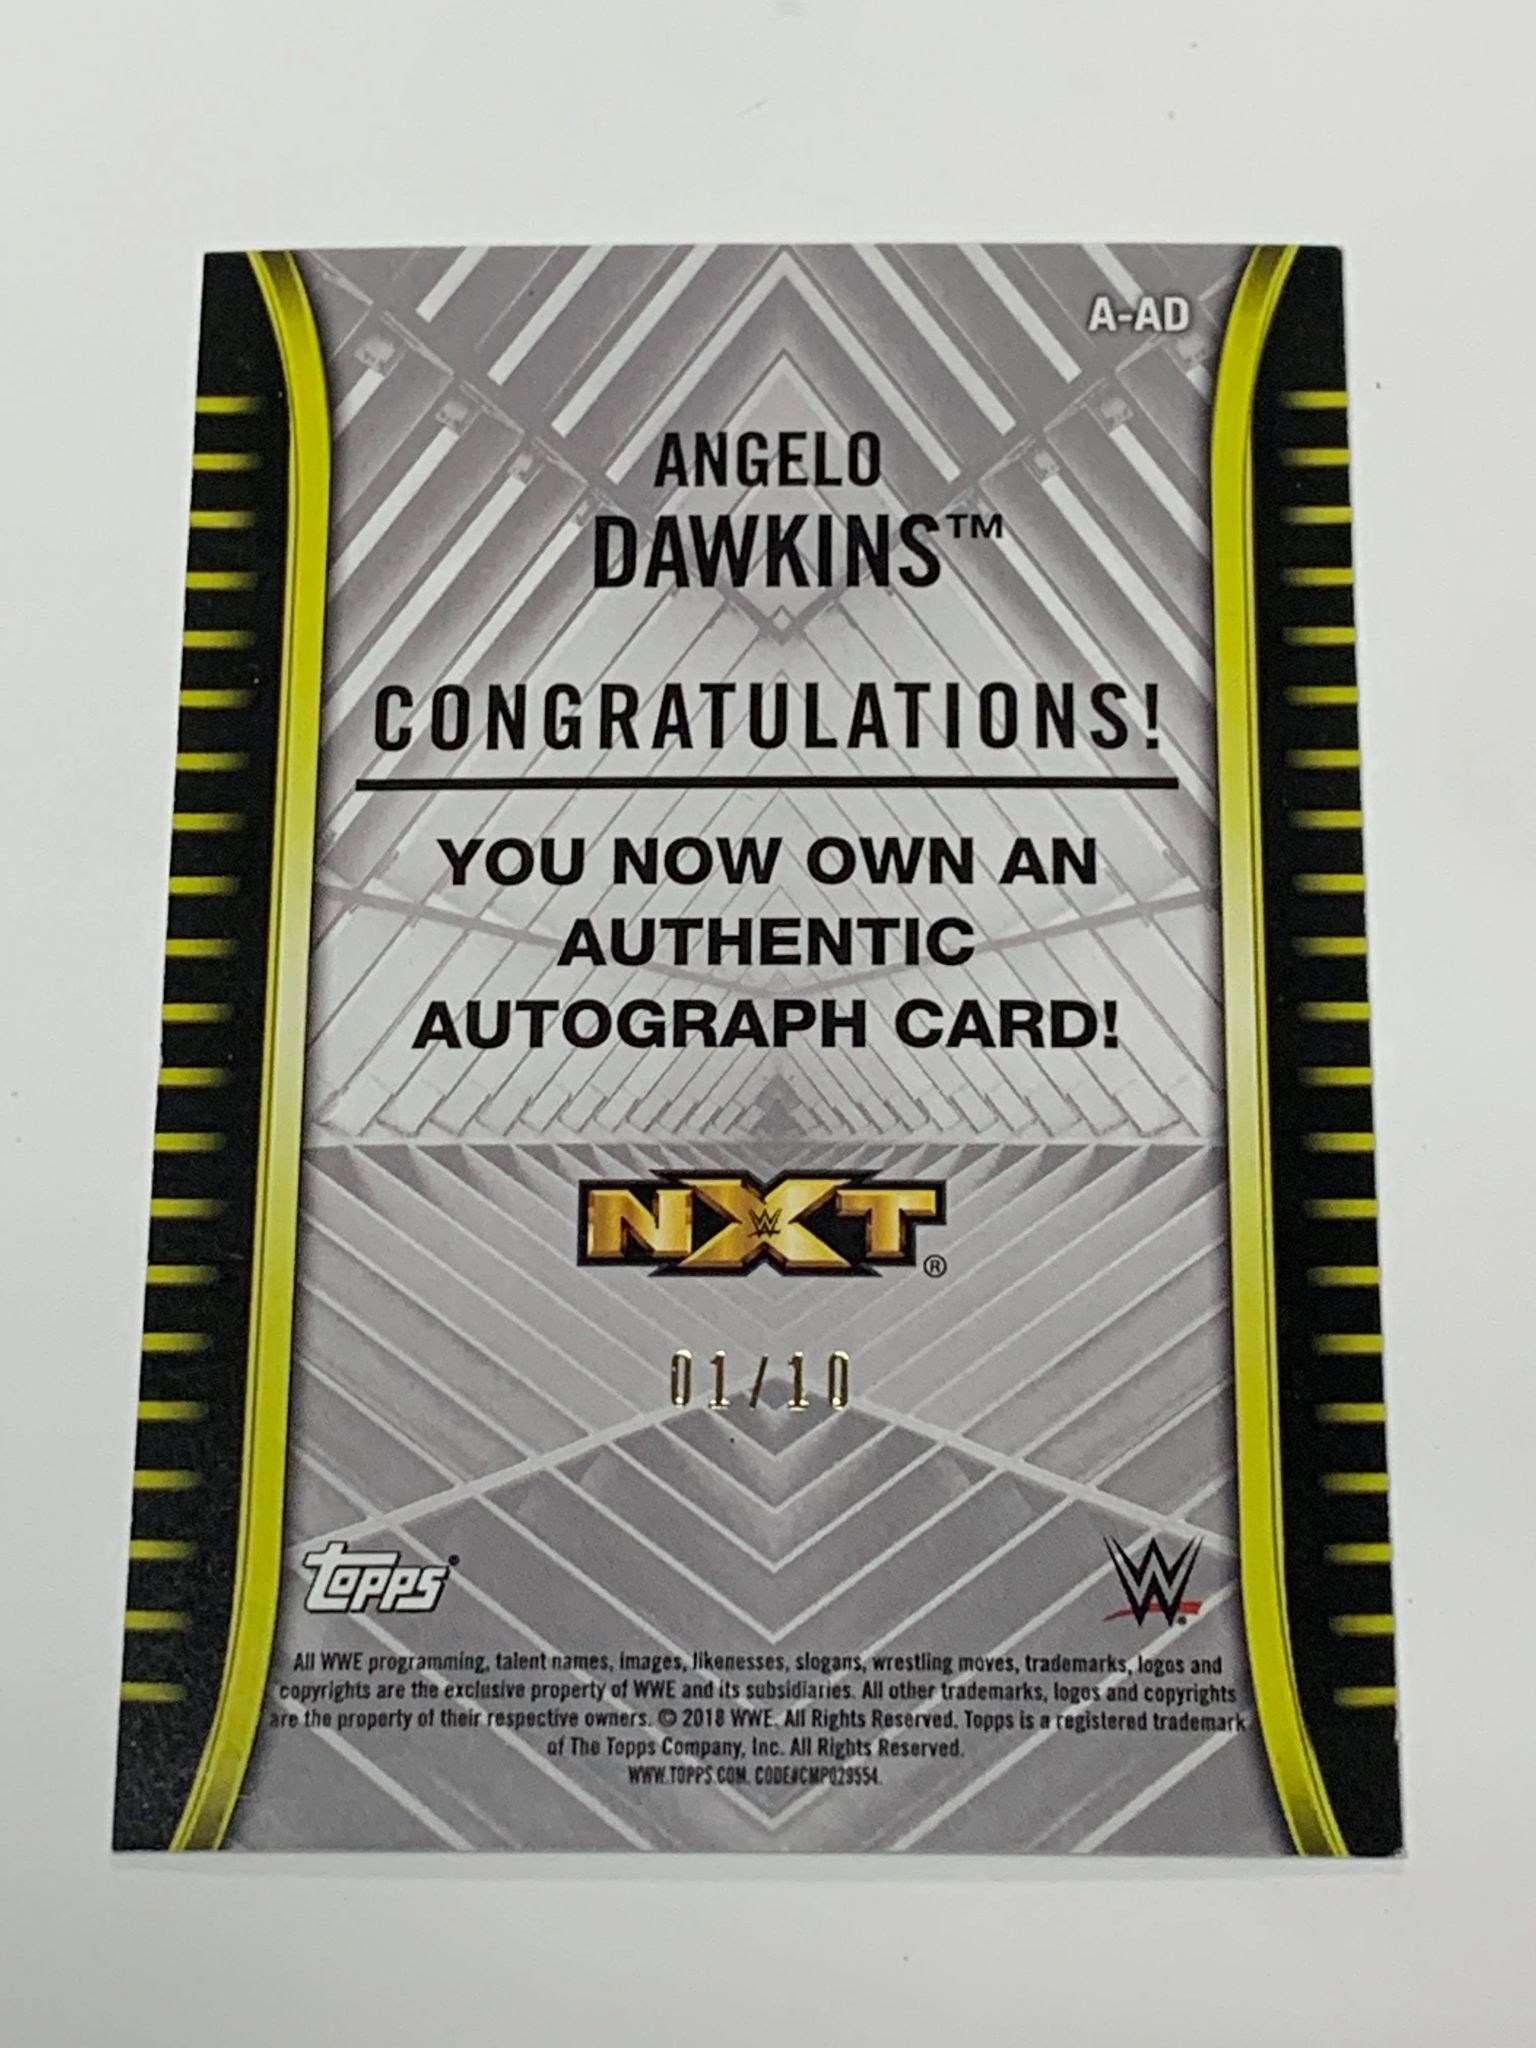 A-AD
ANGELO
DAWKINS™
CONGRATULATIONS!
YOU NOW OWN AN
AUTHENTIC
AUTOGRAPH CARD!
NXT®
01/10
topps
W
All WWE programming, talent names, images, likenesses, slogans, wrestling moves, trademarks, logos and
copyrights are the exclusive property of WWE and its subsidiaries. All other trademarks, logos and copyrights
are the property of their respective owners. © 2018 WWE. All Rights Reserved. Topps is a registered trademark
of The Topps Company, Inc. All Rights Reserved.
WWW.TOPPS.COM. CODE#CMP029554.